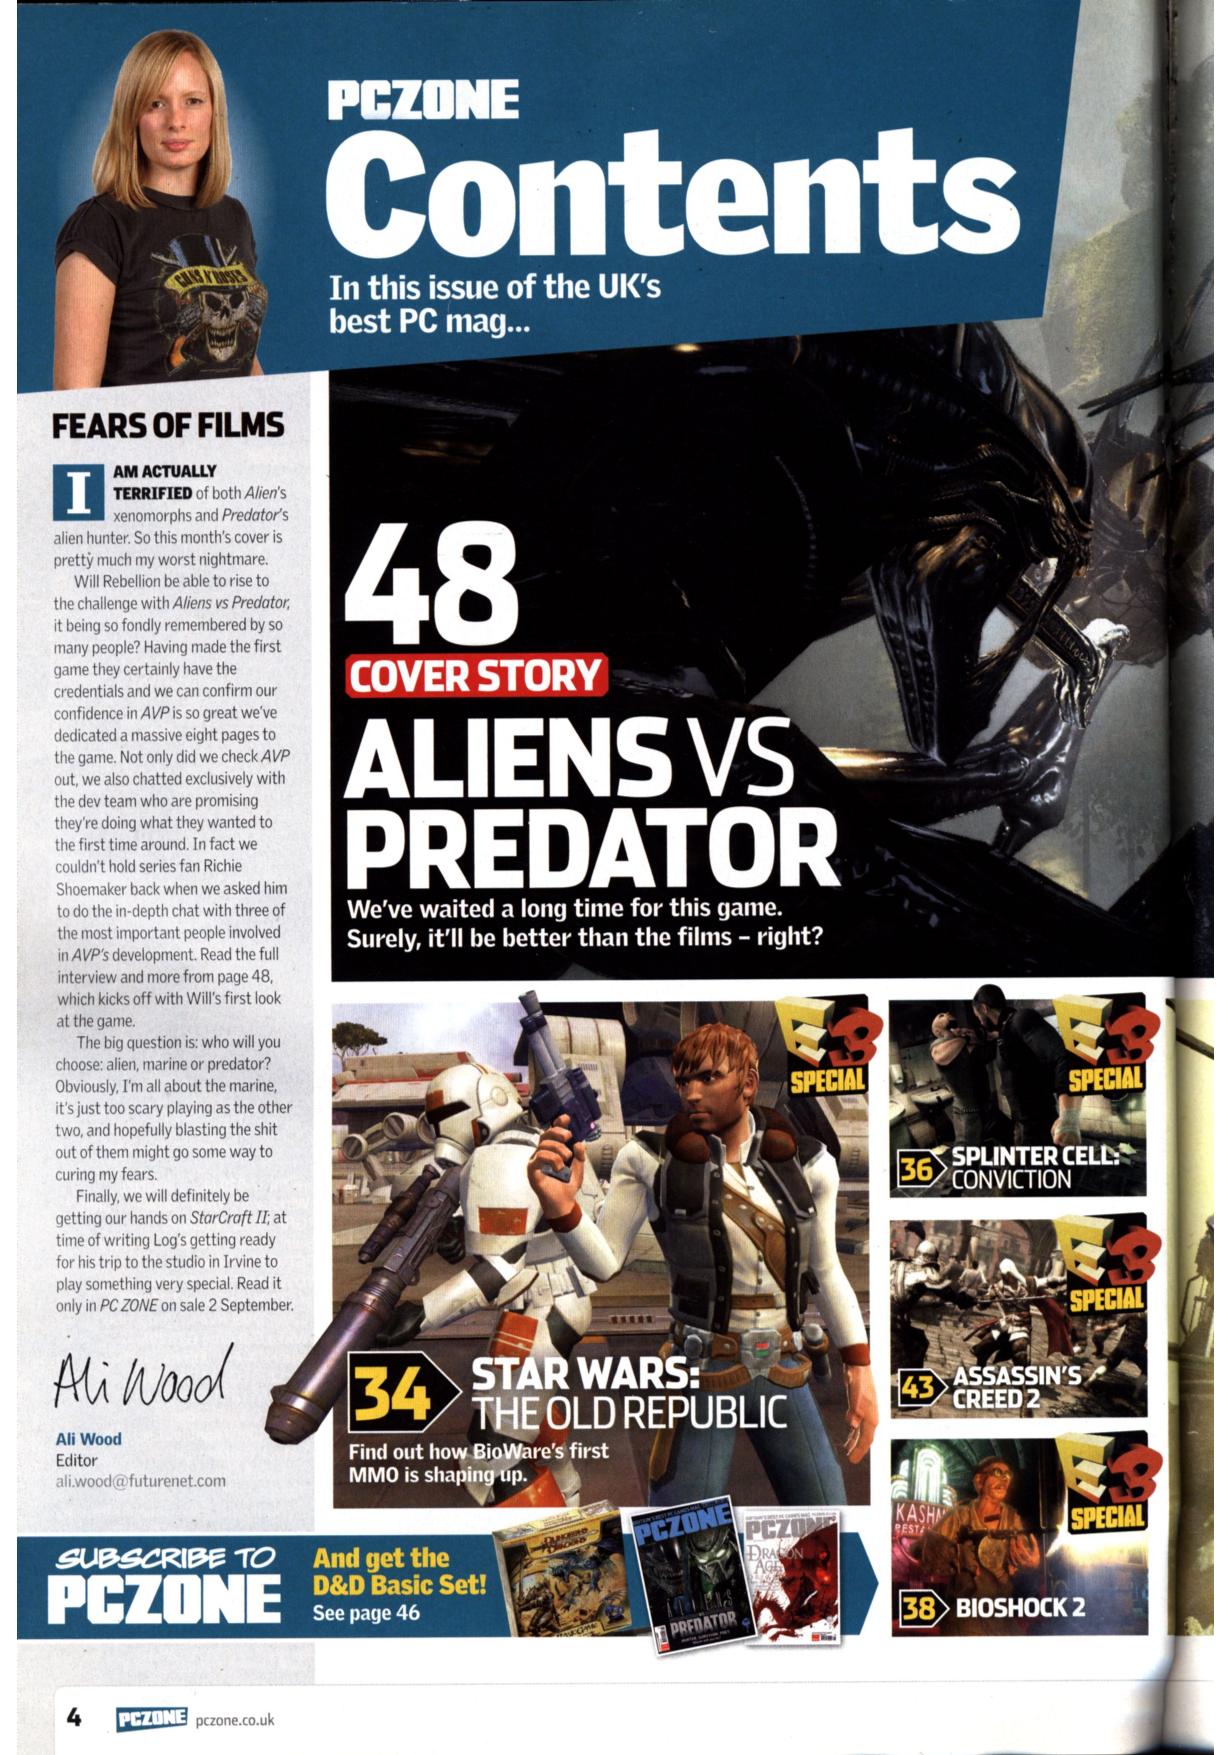 PCZONE
Contents
In this issue of the UK's
best PC mag...
GUNS N' ROSES
FEARS OF FILMS
I AM ACTUALLY
TERRIFIED of both Alien's
xenomorphs and Predator's
alien hunter. So this month's cover is
pretty much my worst nightmare.
Will Rebellion be able to rise to
the challenge with Aliens vs Predator,
it being so fondly remembered by so
many people? Having made the first
game they certainly have the
credentials and we can confirm our
confidence in AVP is so great we've
dedicated a massive eight pages to
the game. Not only did we check AVP
out, we also chatted exclusively with
the dev team who are promising
they're doing what they wanted to
the first time around. In fact we
couldn't hold series fan Richie
Shoemaker back when we asked him
to do the in-depth chat with three of
the most important people involved
in AVP's development. Read the full
interview and more from page 48,
which kicks off with Will's first look
at the game.
The big question is: who will you
choose: alien, marine or predator?
Obviously, I'm all about the marine,
it's just too scary playing as the other
two, and hopefully blasting the shit
out of them might go some way to
curing my fears.
Finally, we will definitely be
getting our hands on StarCraft II; at
time of writing Log's getting ready
for his trip to the studio in Irvine to
play something very special. Read it
only in PC ZONE on sale 2 September.
Ali Wood
Ali Wood
Editor
ali.wood@futurenet.com
48
COVER STORY
ALIENS VS
PREDATOR
We've waited a long time for this game.
Surely, it'll be better than the films – right?
E3
SPECIAL
34
STAR WARS:
THE OLD REPUBLIC
Find out how BioWare's first
MMO is shaping up.
E3
SPECIAL
36
SPLINTER CELL:
CONVICTION
E3
SPECIAL
43
ASSASSIN'S
CREED 2
E3
SPECIAL
KASHM
REST
38
BIOSHOCK 2
SUBSCRIBE TO
PCZONE
And get the
D&D Basic Set!
See page 46
DUNGEONS
DRAGONS
PCZONE
ALIENS
PREDATOR
PCZONE
DRAGON
AGE
4
PCZONE
pczone.co.uk